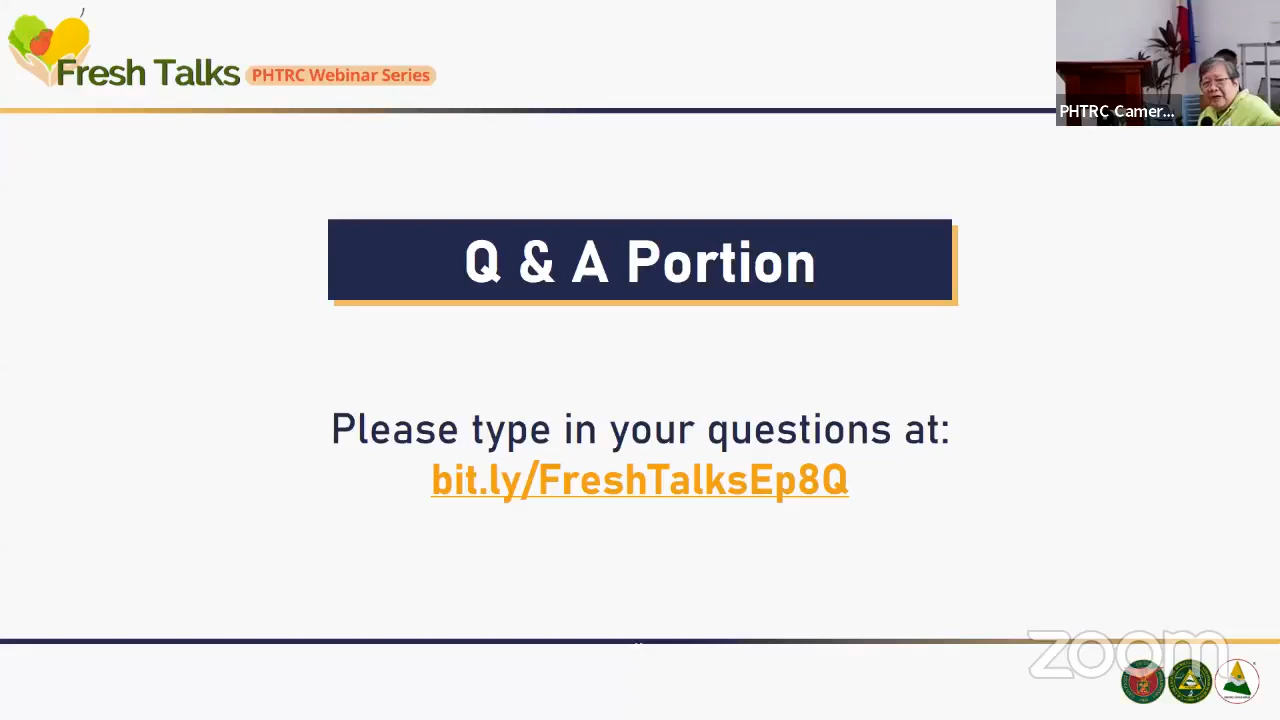 Fresh Talks PHTRC Webinar Series
PHTRC Camer...
Q & A Portion
Please type in your questions at:
bit.ly/FreshTalksEp8Q
zoom